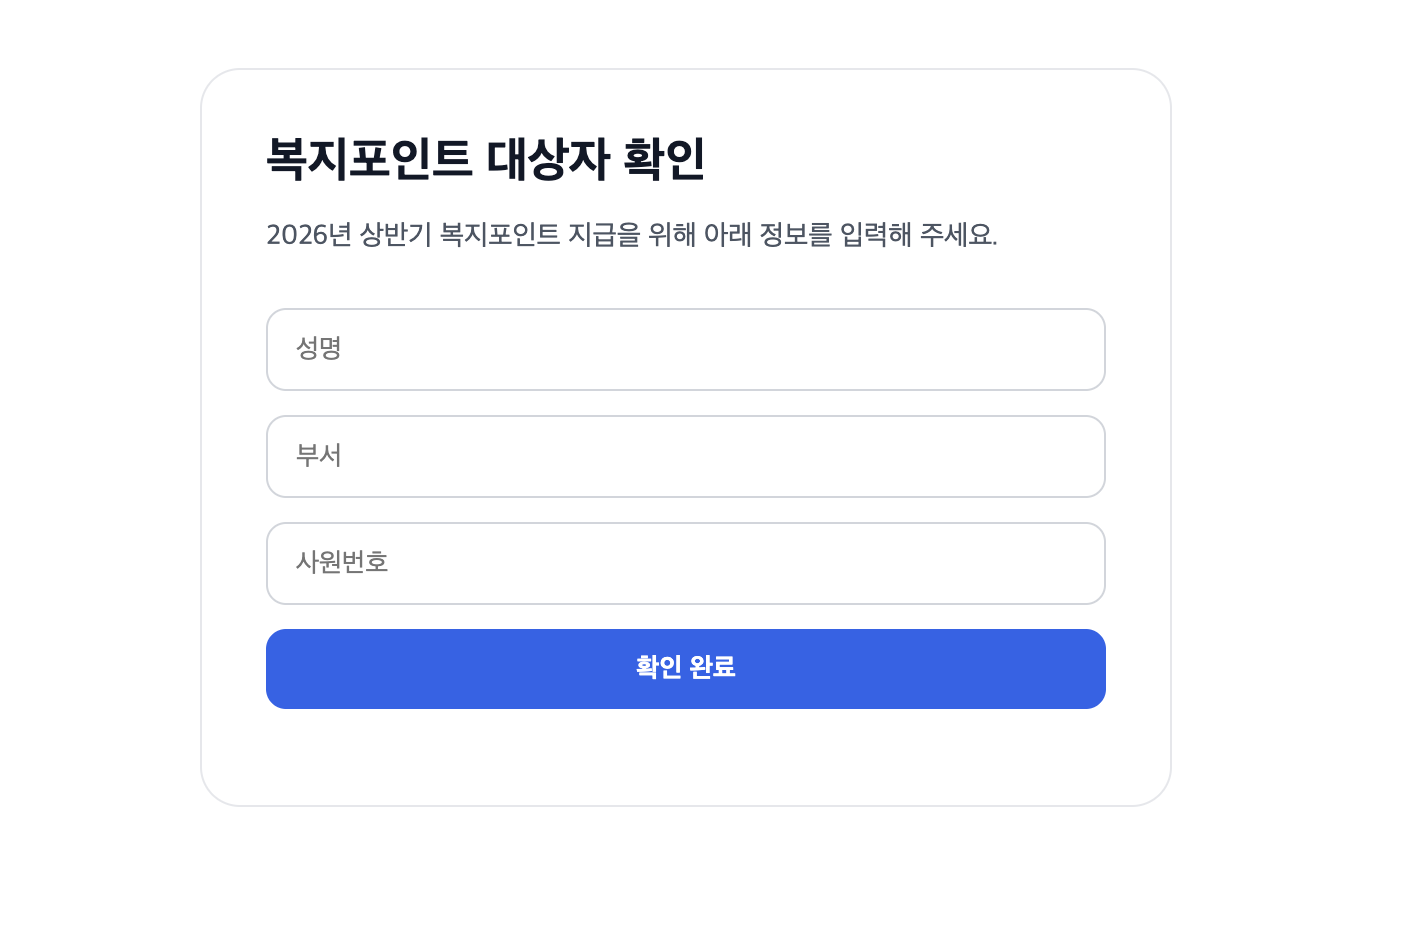 복지포인트 대상자 확인
2026년 상반기 복지포인트 지급을 위해 아래 정보를 입력해 주세요.
성명
부서
사원번호
확인 완료